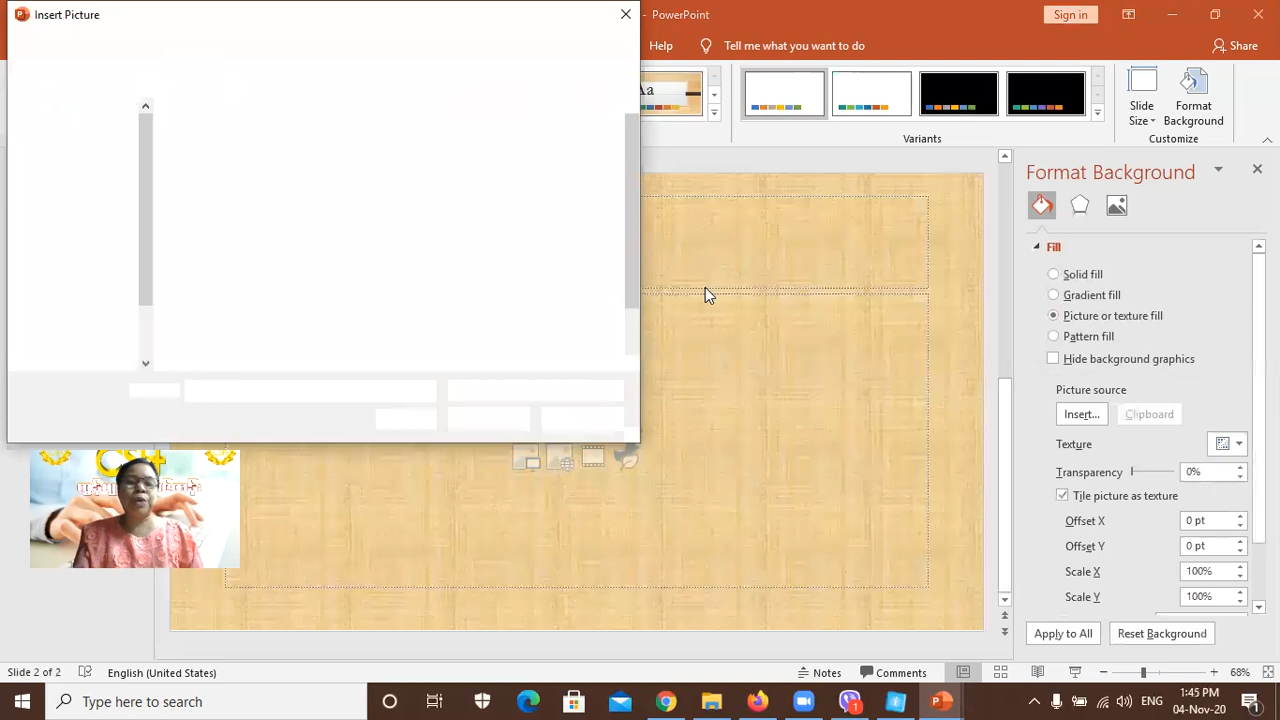 Insert Picture
- PowerPoint
Sign in
Help
Tell me what you want to do
Share
Aa
Slide
Size
Format
Background
Variants
Customize
Format Background
Fill
Solid fill
Gradient fill
Picture or texture fill
Pattern fill
Hide background graphics
Picture source
Insert...
Clipboard
Texture
Transparency
0%
Tile picture as texture
Offset X
0 pt
Offset Y
0 pt
Scale X
100%
Scale Y
100%
Apply to All
Reset Background
Slide 2 of 2
English (United States)
Notes
Comments
68%
Type here to search
1
ENG
1:45 PM
04-Nov-20
1